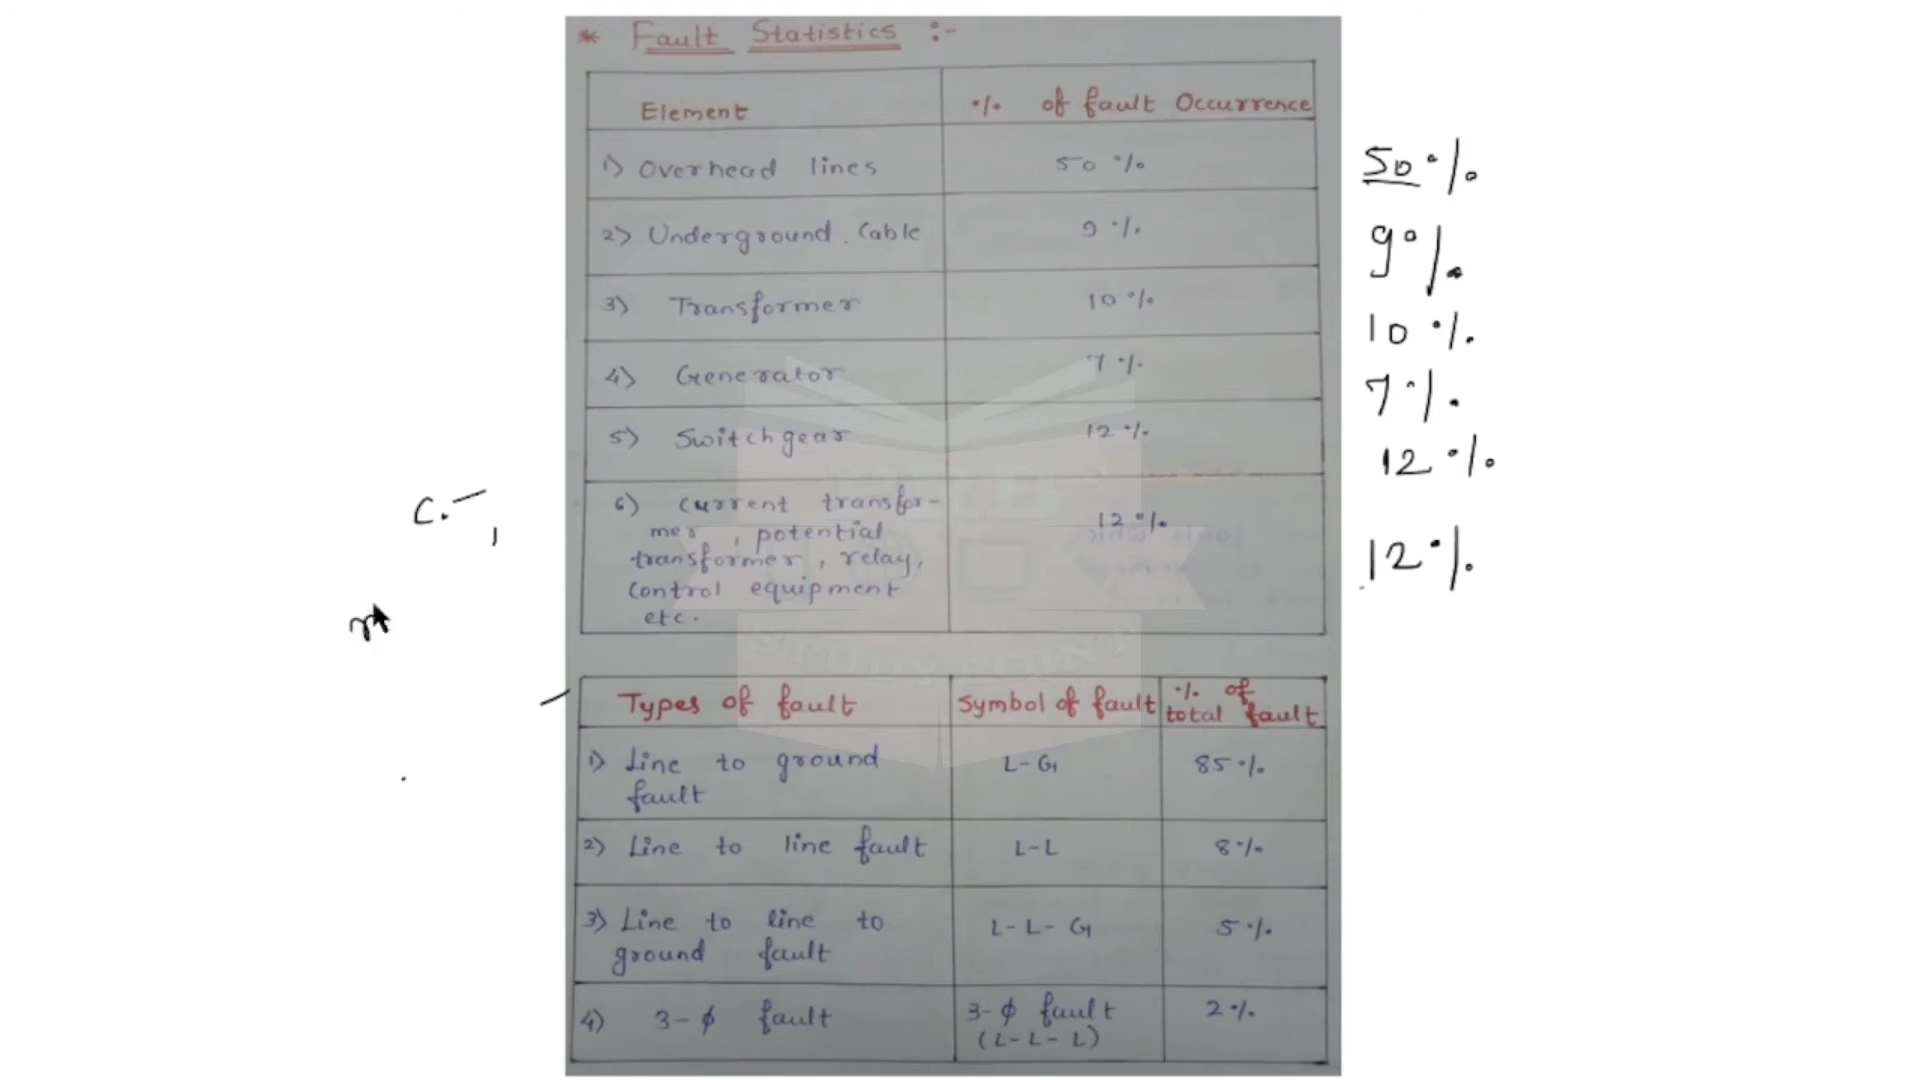 * Fault Statistics :-
Element % of fault Occurrence
1) Overhead lines 50 %
50 %
2) Underground Cable 9 %
9 %
3) Transformer 10 %
10 %
4) Generator 7 %
7 %
5) Switchgear 12 %
12 %
6) Current transfor-
mer , potential
transformer , relay,
Control equipment
etc.
12 %
12 %
C.
Types of fault Symbol of fault % of total fault
1) Line to ground fault L-G 85 %
2) Line to line fault L-L 8 %
3) Line to line to ground fault L-L-G 5 %
4) 3-ϕ fault 3-ϕ fault (L-L-L) 2 %